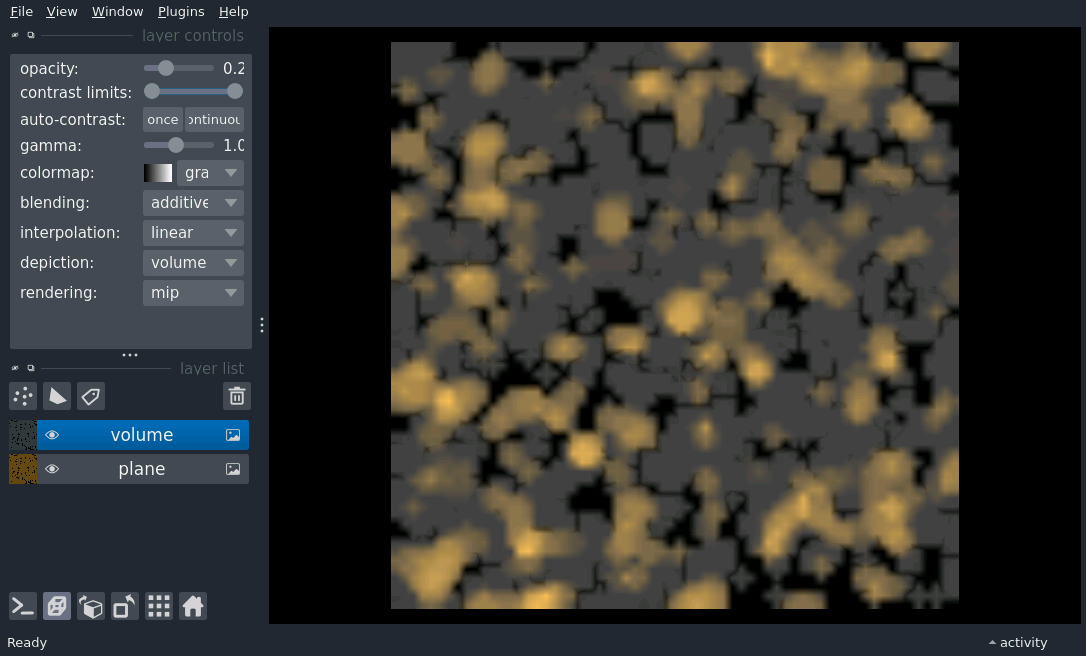 File View Window Plugins Help
layer controls
opacity: 0.2
contrast limits:
auto-contrast: once ontinuou
gamma: 1.0
colormap: gra
blending: additive
interpolation: linear
depiction: volume
rendering: mip
layer list
volume
plane
Ready activity